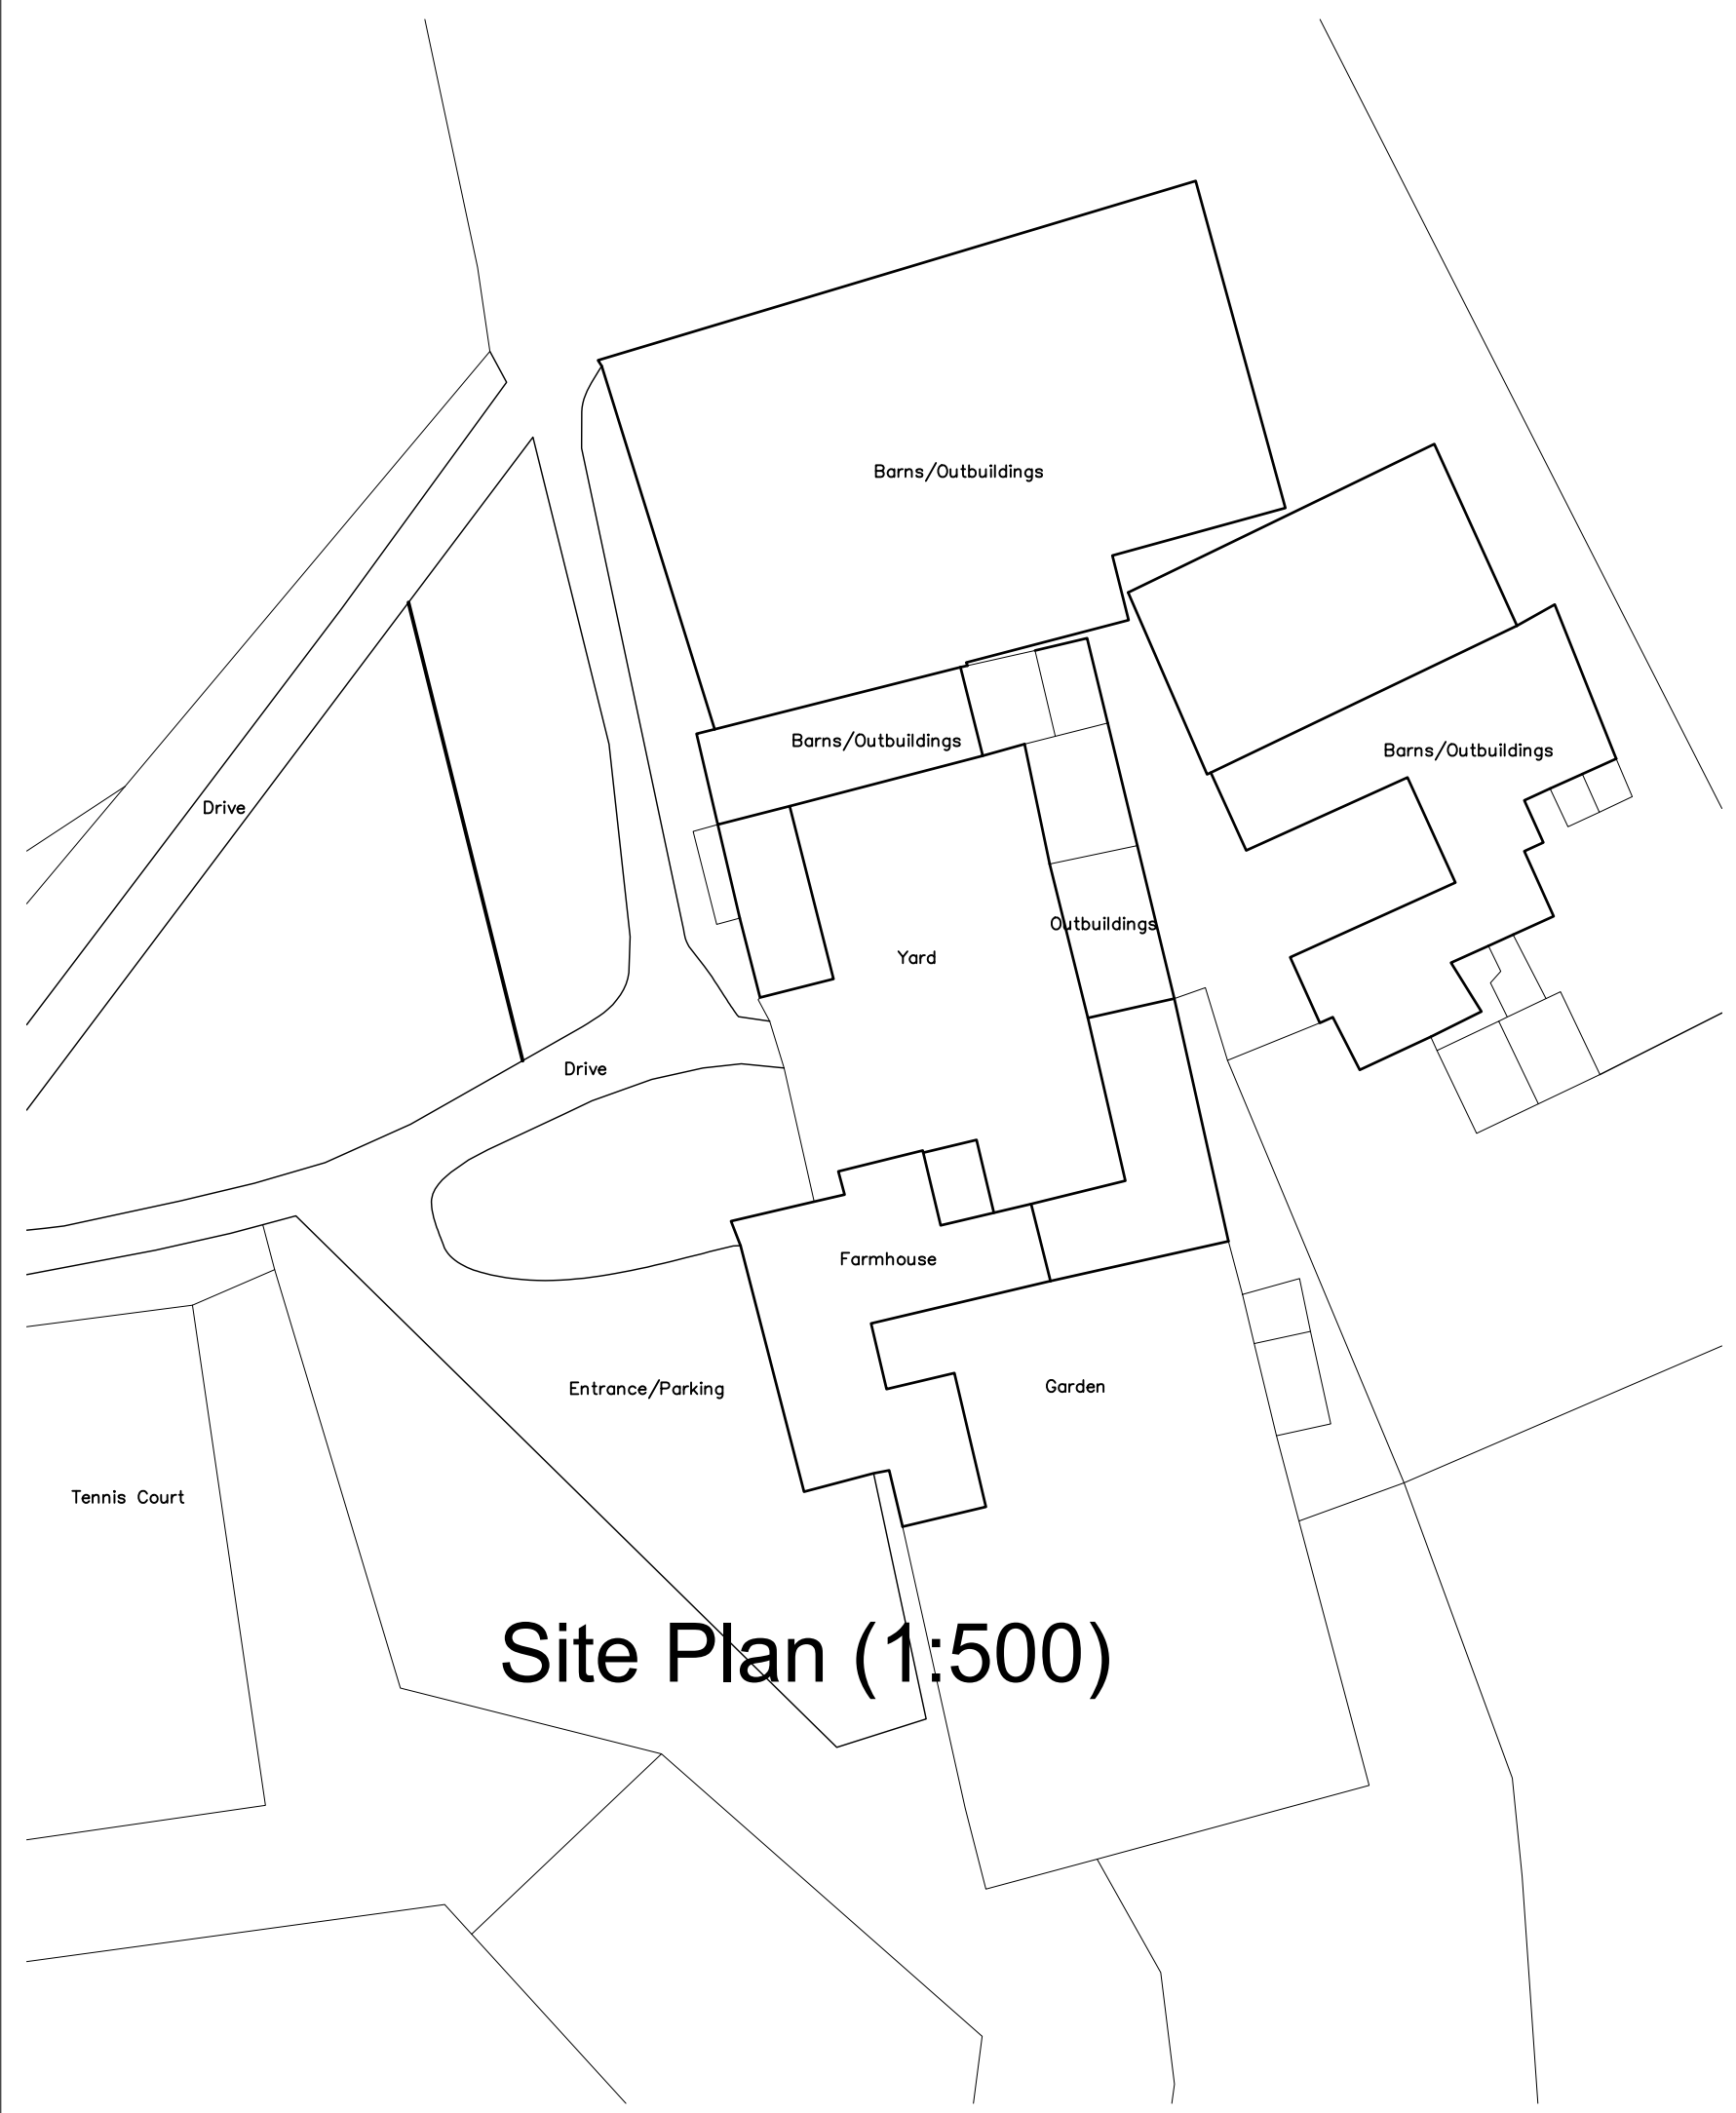 Barns/Outbuildings
Barns/Outbuildings
Barns/Outbuildings
Drive
Outbuildings
Yard
Drive
Farmhouse
Entrance/Parking
Garden
Tennis Court
Site Plan (1:500)